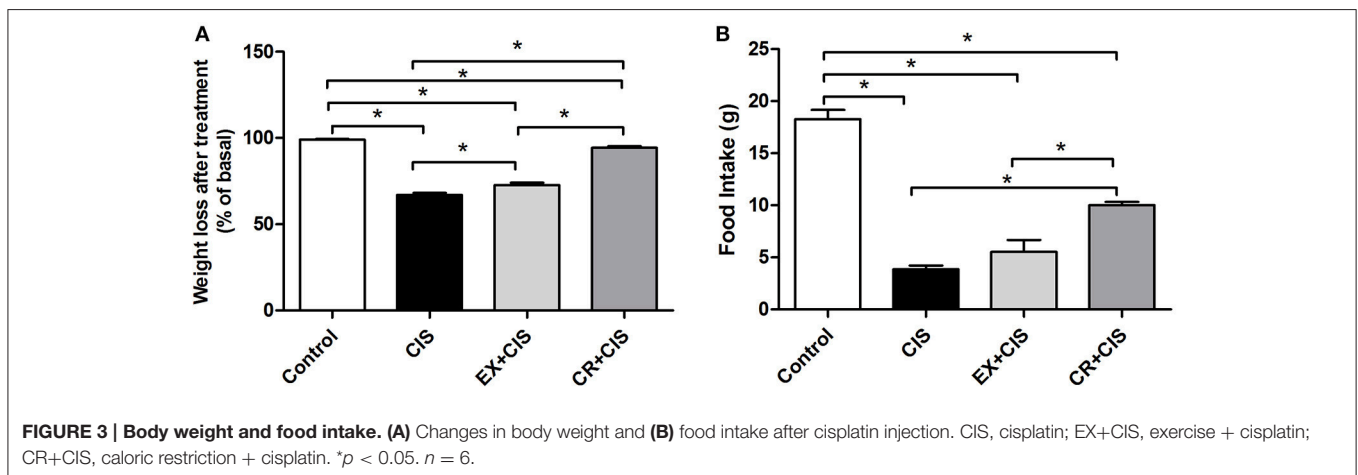 A
Weight loss after treatment
(% of basal)
150
100
50
0
*
*
*
*
*
*
Control
CIS
EX+CIS
CR+CIS
B
Food Intake (g)
25
20
15
10
5
0
*
*
*
*
*
Control
CIS
EX+CIS
CR+CIS
FIGURE 3 | Body weight and food intake. (A) Changes in body weight and (B) food intake after cisplatin injection. CIS, cisplatin; EX+CIS, exercise + cisplatin;
CR+CIS, caloric restriction + cisplatin. *p < 0.05. n = 6.